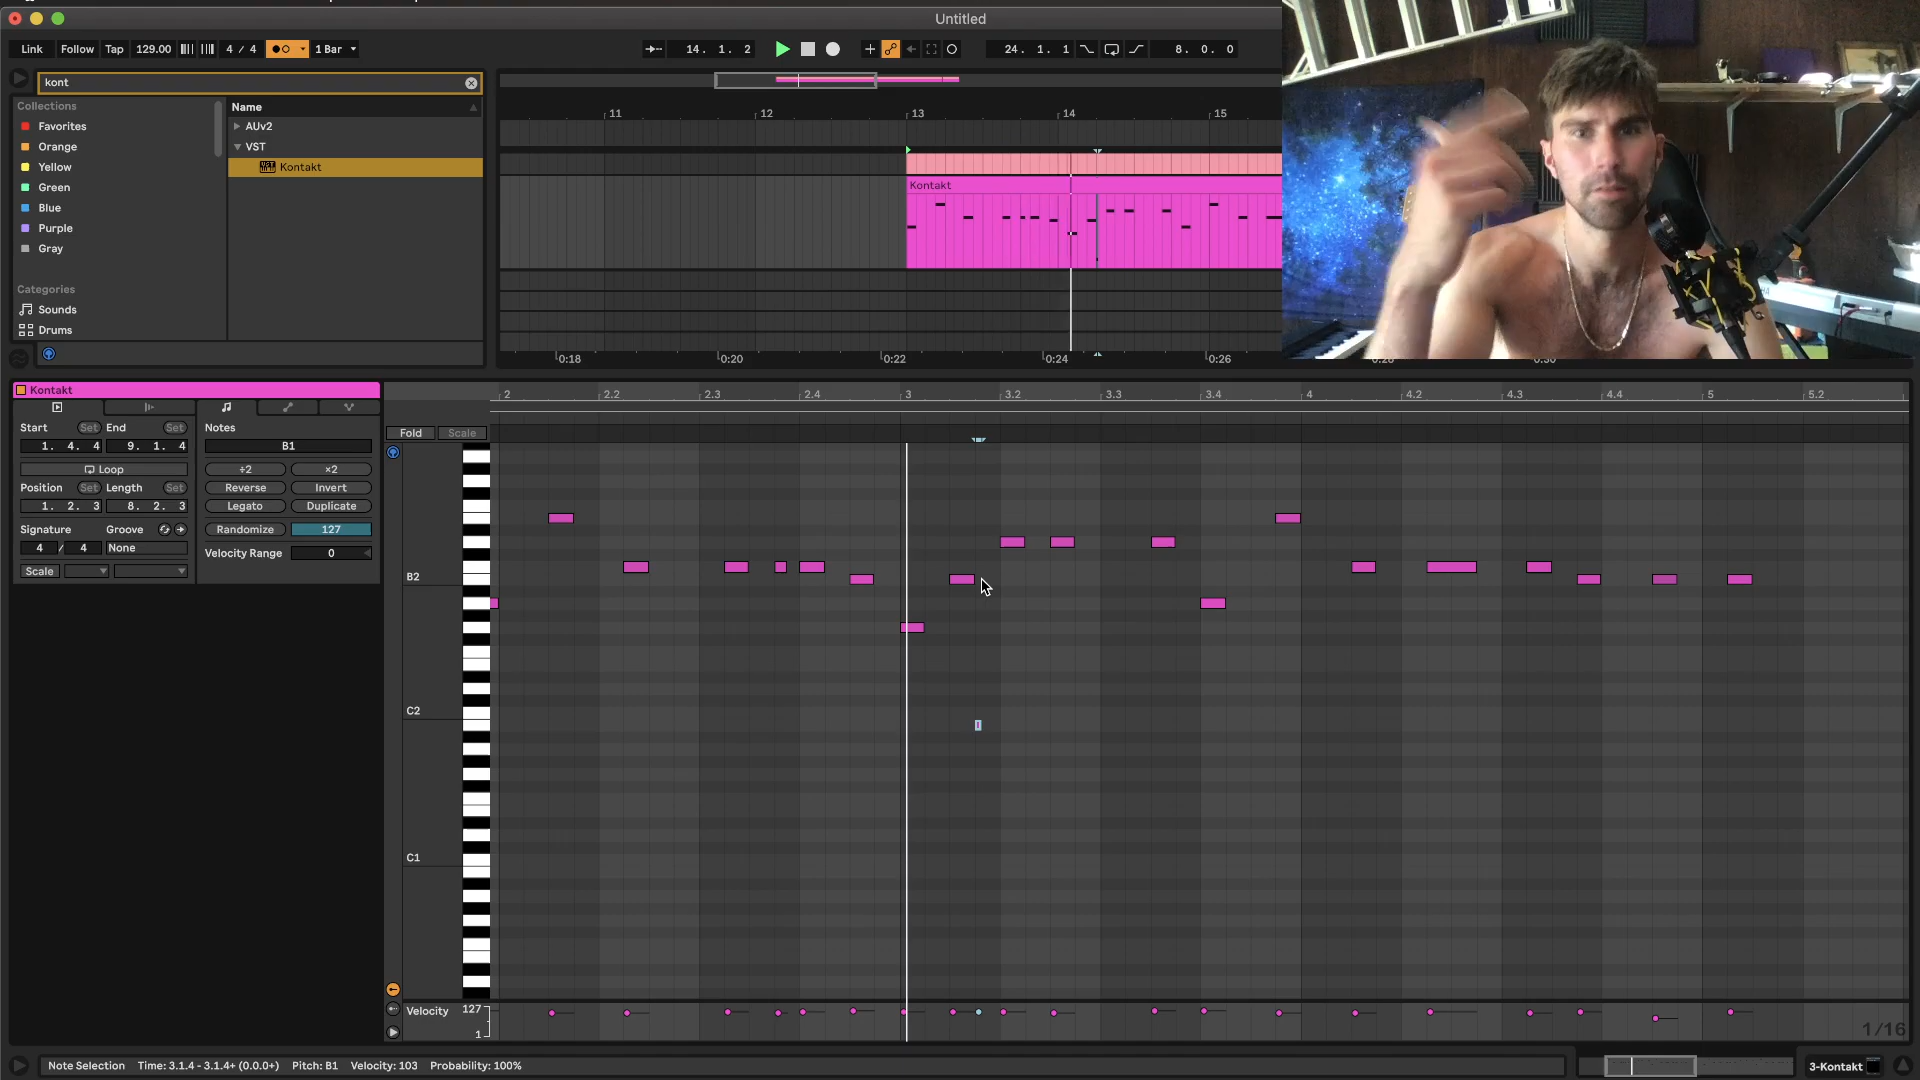 Untitled
Link Follow Tap 129.00 4 / 4 1 Bar 14. 1. 2 24. 1. 1 8. 0. 0
kont
Collections
Favorites
Orange
Yellow
Green
Blue
Purple
Gray
Categories
Sounds
Drums
Name
AUv2
VST
Kontakt
11 12 13 14 15
Kontakt
0:18 0:20 0:22 0:24 0:26 0:28 0:30
Kontakt
Start Set End Set
1. 4. 4 9. 1. 4
Loop
Position Set Length Set
1. 2. 3 8. 2. 3
Signature Groove
4 / 4 None
Scale
Notes
B1
÷2 ×2
Reverse Invert
Legato Duplicate
Randomize 127
Velocity Range 0
2 2.2 2.3 2.4 3 3.2 3.3 3.4 4 4.2 4.3 4.4 5 5.2
Fold Scale
B2
C2
C1
Velocity 127
1
1/16
Note Selection Time: 3.1.4 - 3.1.4+ (0.0.0+) Pitch: B1 Velocity: 103 Probability: 100%
3-Kontakt